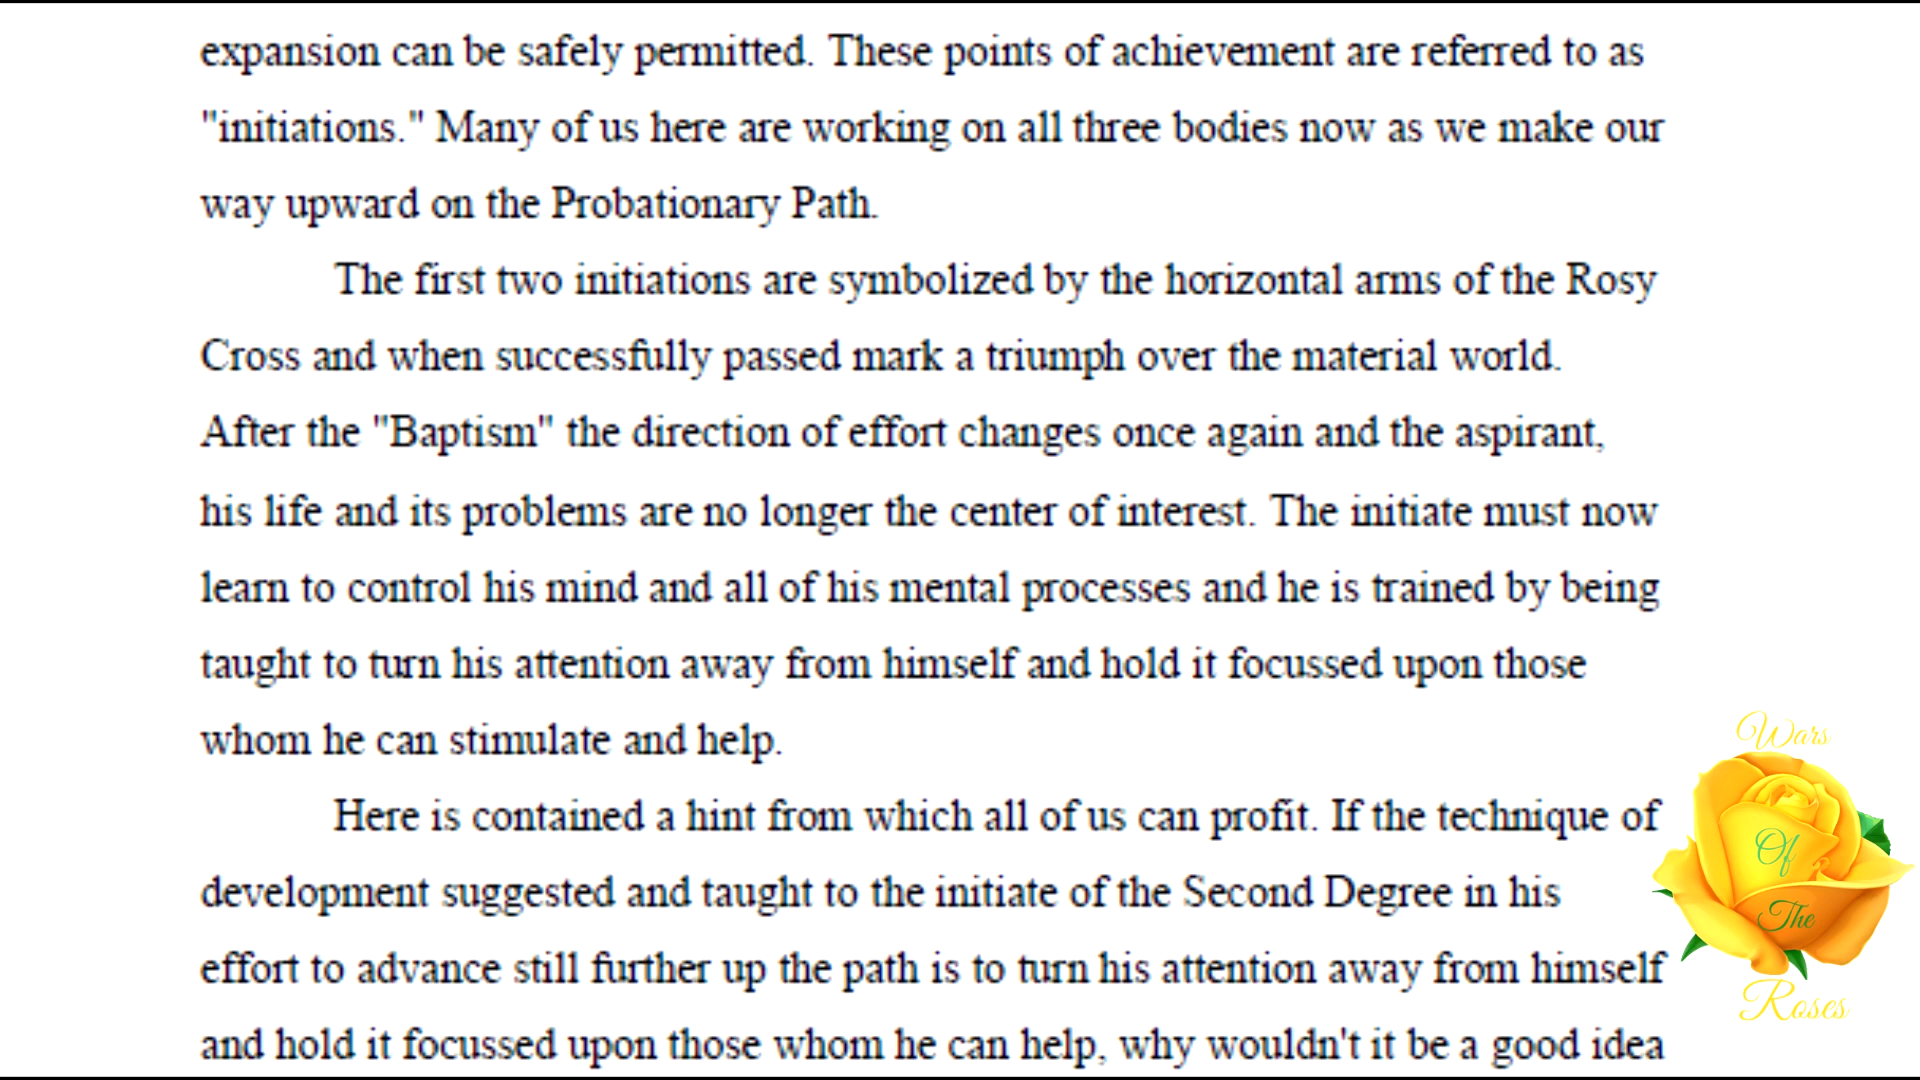 expansion can be safely permitted. These points of achievement are referred to as
"initiations." Many of us here are working on all three bodies now as we make our
way upward on the Probationary Path.
The first two initiations are symbolized by the horizontal arms of the Rosy
Cross and when successfully passed mark a triumph over the material world.
After the "Baptism" the direction of effort changes once again and the aspirant,
his life and its problems are no longer the center of interest. The initiate must now
learn to control his mind and all of his mental processes and he is trained by being
taught to turn his attention away from himself and hold it focussed upon those
whom he can stimulate and help.
Here is contained a hint from which all of us can profit. If the technique of
development suggested and taught to the initiate of the Second Degree in his
effort to advance still further up the path is to turn his attention away from himself
and hold it focussed upon those whom he can help, why wouldn't it be a good idea
Wars
Of
The
Roses